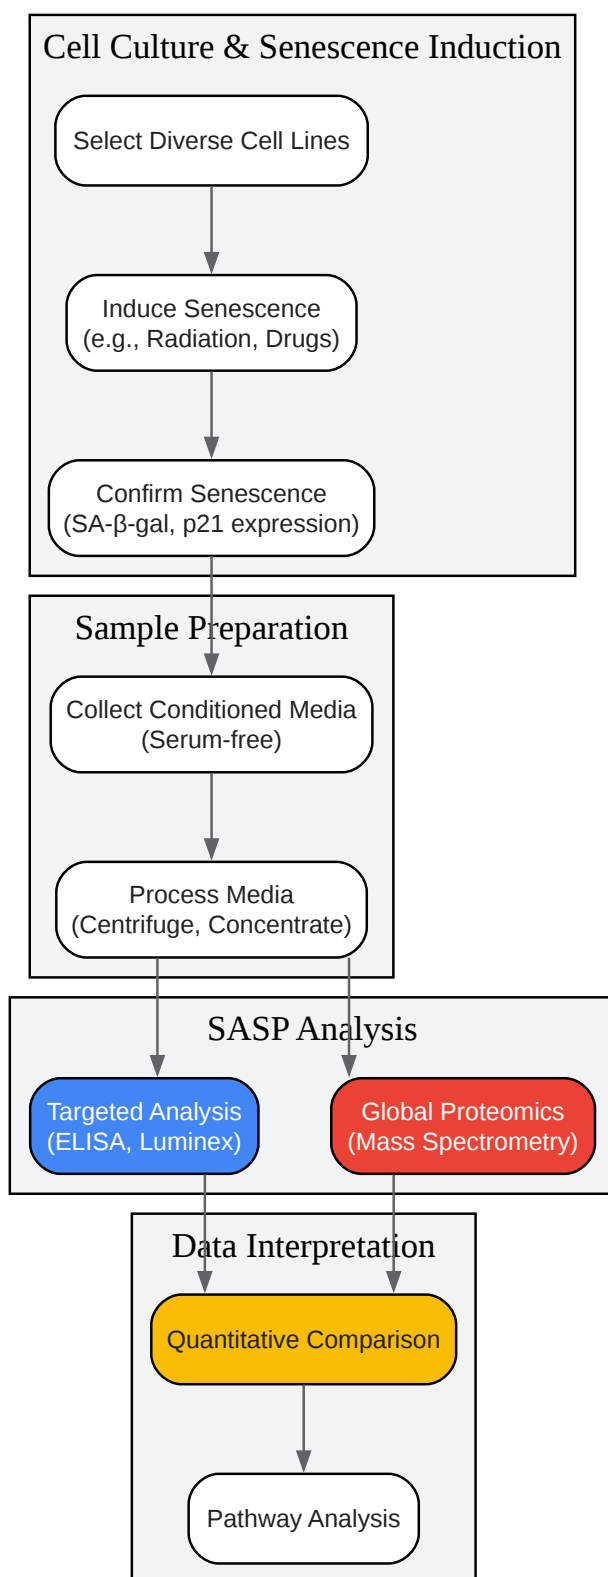 Cell Culture & Senescence Induction
Select Diverse Cell Lines
Induce Senescence
(e.g., Radiation, Drugs)
Confirm Senescence
(SA-β-gal, p21 expression)
Sample Preparation
Collect Conditioned Media
(Serum-free)
Process Media
(Centrifuge, Concentrate)
SASP Analysis
Targeted Analysis
(ELISA, Luminex)
Global Proteomics
(Mass Spectrometry)
Data Interpretation
Quantitative Comparison
Pathway Analysis